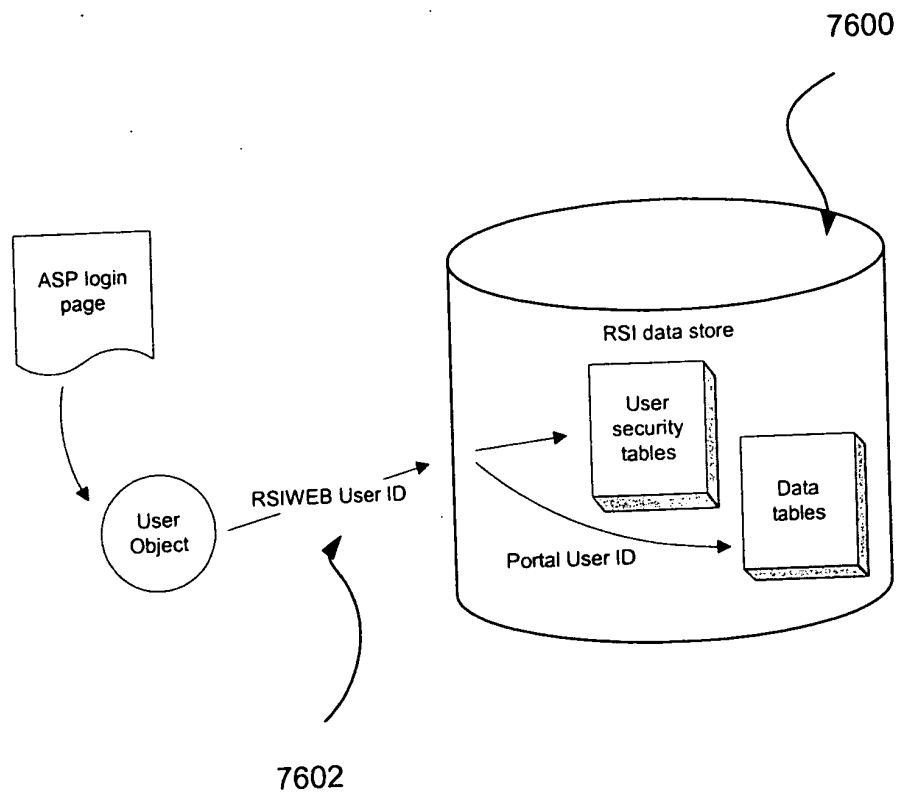 7600
ASP login
page
RSI data store
User
security
tables
RSIWEB User ID
User
Object
Data
tables
Portal User ID
7602